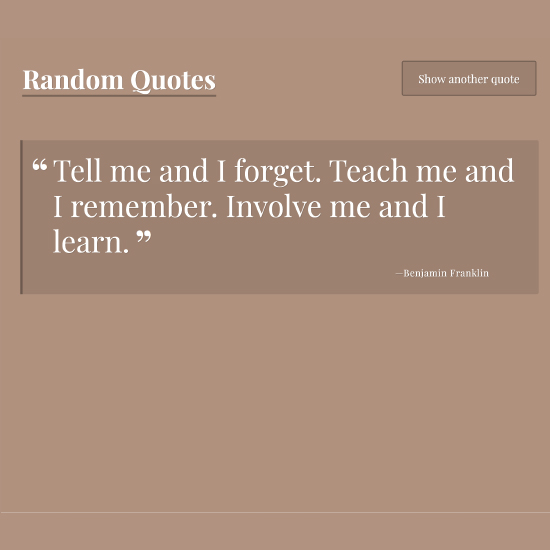 Random Quotes
Show another quote
“Tell me and I forget. Teach me and
I remember. Involve me and I
learn.”
—Benjamin Franklin